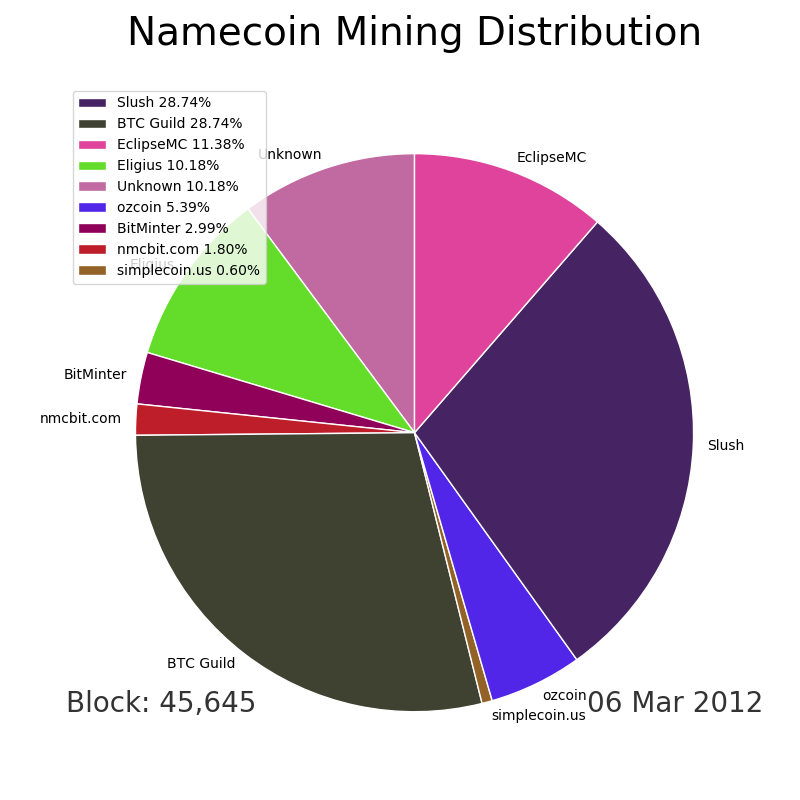 Namecoin Mining Distribution
Slush 28.74%
BTC Guild 28.74%
EclipseMC 11.38%
Eligius 10.18%
Unknown 10.18%
ozcoin 5.39%
BitMinter 2.99%
nmcbit.com 1.80%
simplecoin.us 0.60%
Unknown
EclipseMC
Eligius
BitMinter
nmcbit.com
Slush
BTC Guild
ozcoin
simplecoin.us
Block: 45,645
06 Mar 2012